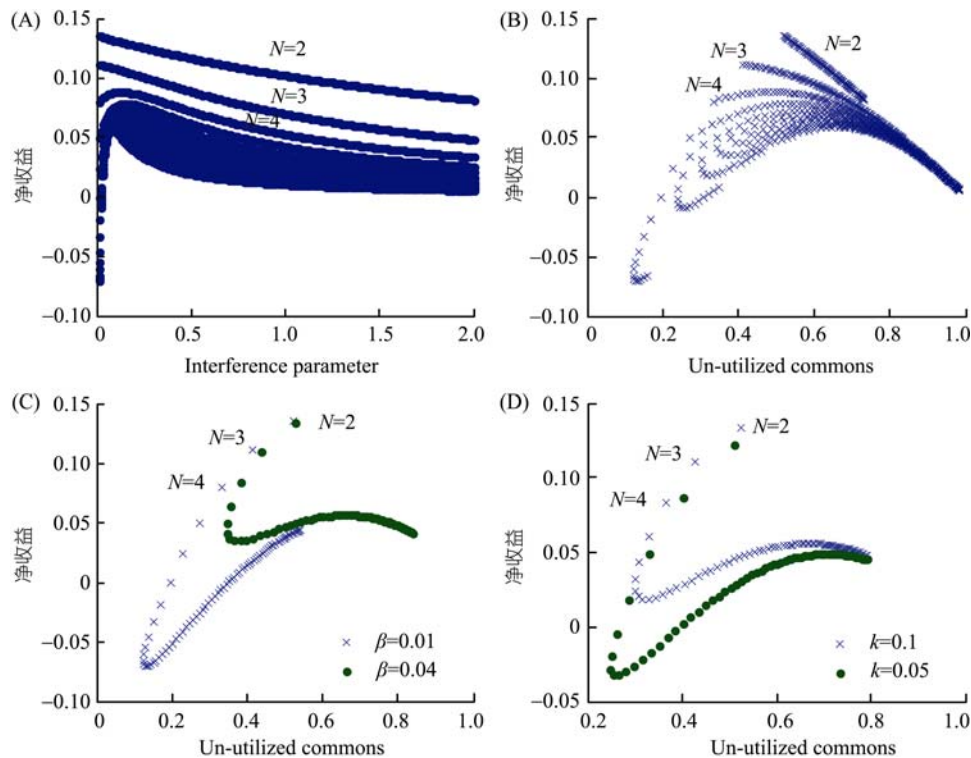 (A)
0.15
0.10
0.05
0
−0.05
−0.10
净收益
N=2
N=3
N=4
0
0.5
1.0
1.5
2.0
Interference parameter
(B)
0.15
0.10
0.05
0
−0.05
−0.10
净收益
N=2
N=3
N=4
0
0.2
0.4
0.6
0.8
1.0
Un-utilized commons
(C)
0.15
0.10
0.05
0
−0.05
−0.10
净收益
N=2
N=3
N=4
β=0.01
β=0.04
0
0.2
0.4
0.6
0.8
1.0
Un-utilized commons
(D)
0.15
0.10
0.05
0
−0.05
净收益
N=2
N=3
N=4
k=0.1
k=0.05
0.2
0.4
0.6
0.8
1.0
Un-utilized commons